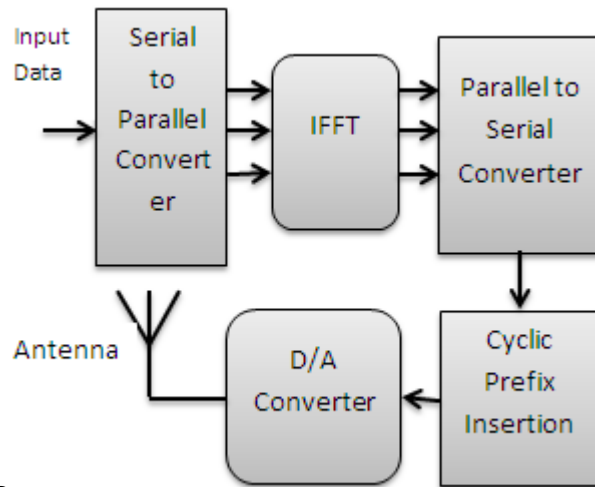 Input
Data
Serial
to
Parallel
Convert
er
IFFT
Parallel to
Serial
Converter
Antenna
D/A
Converter
Cyclic
Prefix
Insertion